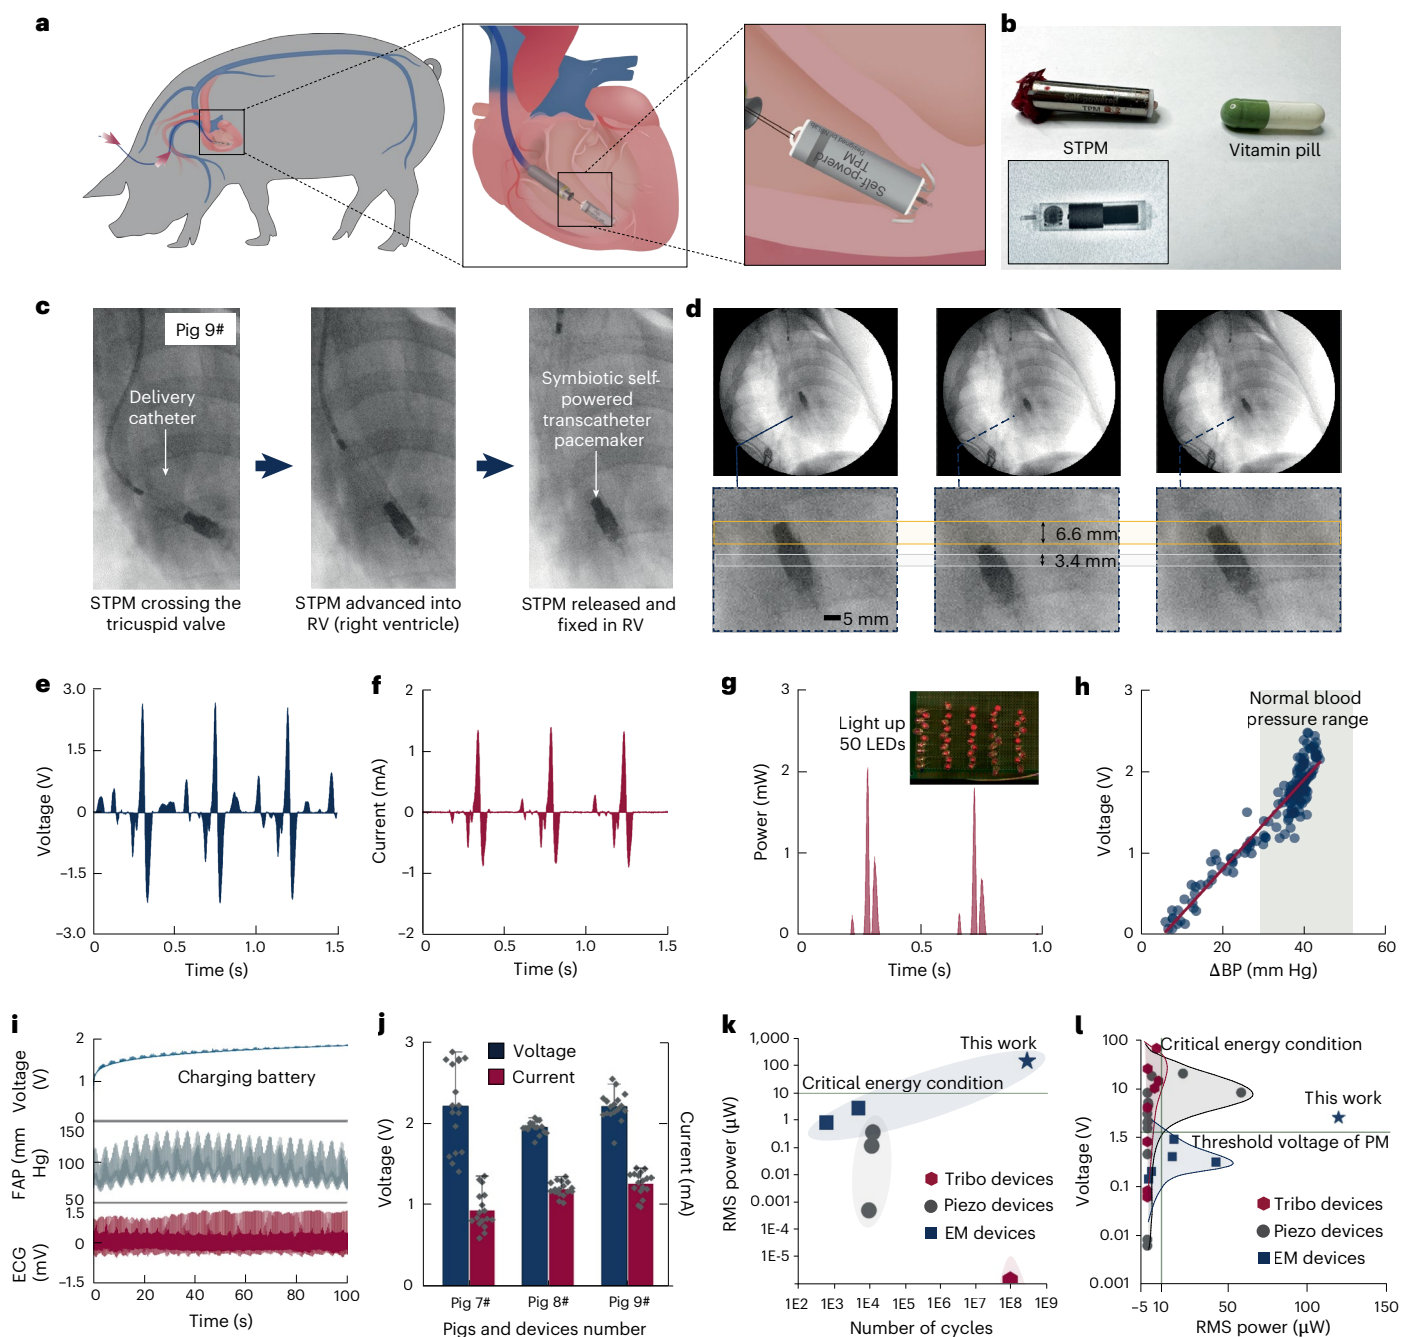 a
Self-powerd
TPM
b
Self-powerd
TPM
STPM
Vitamin pill
c
Pig 9#
Delivery
catheter
Symbiotic self-
powered
transcatheter
pacemaker
STPM crossing the
tricuspid valve
STPM advanced into
RV (right ventricle)
STPM released and
fixed in RV
d
6.6 mm
3.4 mm
5 mm
e
Voltage (V)
3.0
1.5
0
−1.5
−3.0
0 0.5 1.0 1.5
Time (s)
f
Current (mA)
2
1
0
−1
−2
0 0.5 1.0 1.5
Time (s)
g
Light up
50 LEDs
Power (mW)
3
2
1
0
0 0.5 1.0
Time (s)
h
Normal blood
pressure range
Voltage (V)
3
2
1
0
0 20 40 60
ΔBP (mm Hg)
i
Voltage
(V)
2
1
0
Charging battery
FAP (mm
Hg)
150
100
50
ECG
(mV)
1.5
0
−1.5
0 20 40 60 80 100
Time (s)
j
Voltage
Current
Voltage (V)
3
2
1
0
Current (mA)
Pig 7# Pig 8# Pig 9#
Pigs and devices number
k
This work
Critical energy condition
RMS power (μW)
1,000
100
10
1
0.1
0.01
0.001
1E-4
1E-5
Tribo devices
Piezo devices
EM devices
1E2 1E3 1E4 1E5 1E6 1E7 1E8 1E9
Number of cycles
l
Critical energy condition
This work
Threshold voltage of PM
Voltage (V)
100
10
1.5
0.1
0.01
0.001
Tribo devices
Piezo devices
EM devices
−5 10 50 100 150
RMS power (μW)